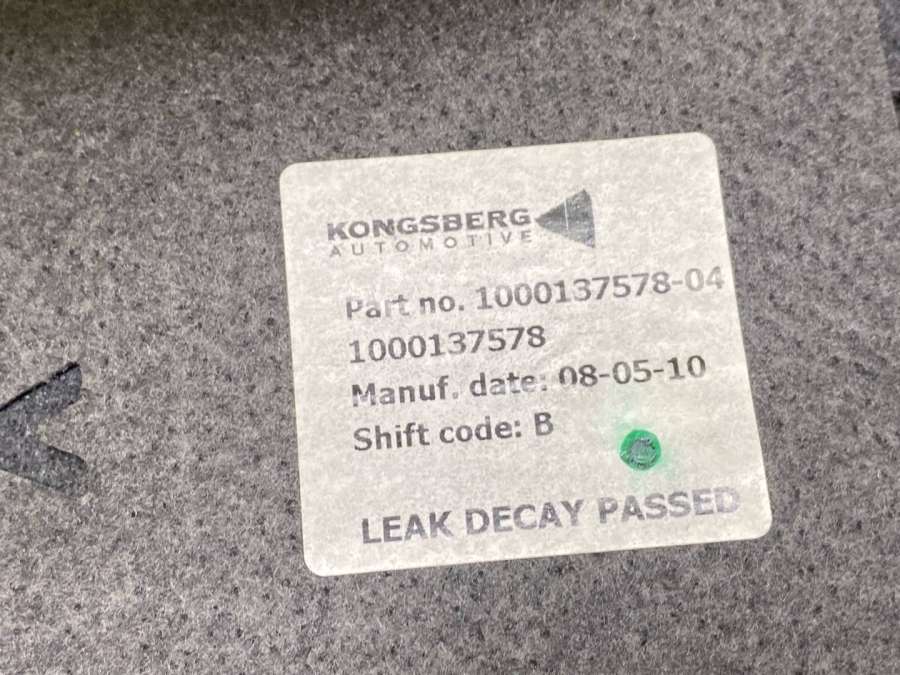 KONGSBERG
AUTOMOTIVE
Part no. 1000137578-04
1000137578
Manuf. date: 08-05-10
Shift code: B
LEAK DECAY PASSED